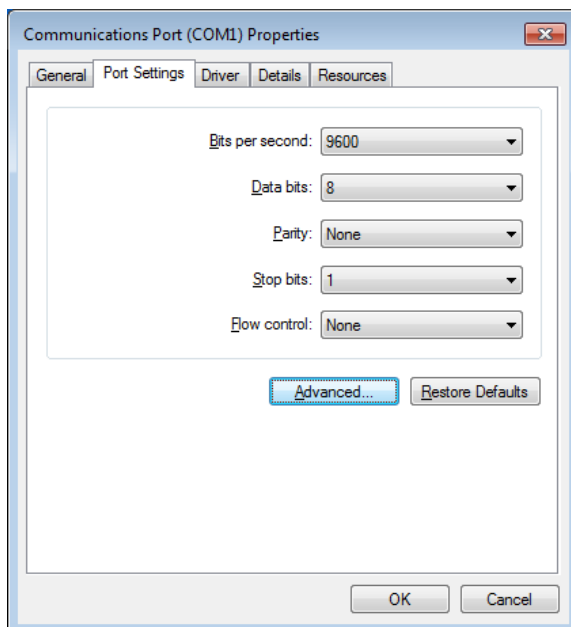 Communications Port (COM1) Properties
General Port Settings Driver Details Resources
Bits per second: 9600
Data bits: 8
Parity: None
Stop bits: 1
Flow control: None
Advanced... Restore Defaults
OK Cancel